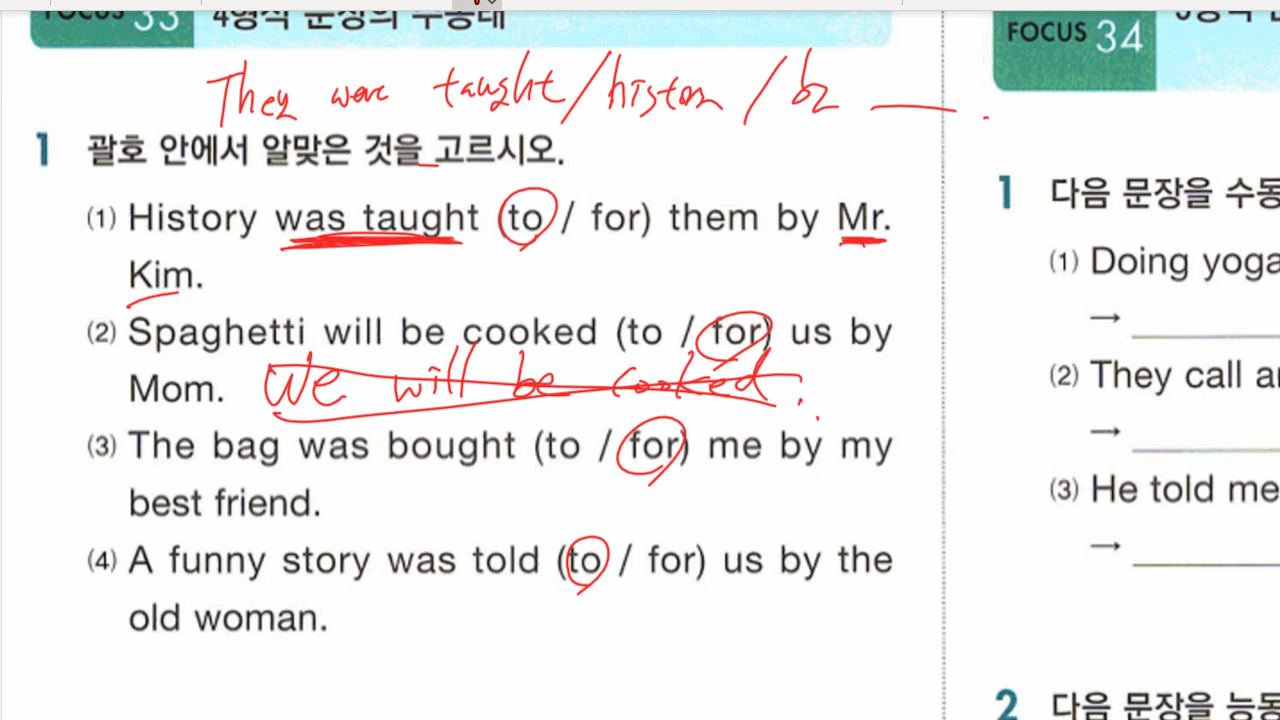 FOCUS 33 4형식 문장의 수동태
They were taught / history / by ____.
1 괄호 안에서 알맞은 것을 고르시오.
(1) History was taught (to / for) them by Mr.
Kim.
(2) Spaghetti will be cooked (to / for) us by
Mom. We will be cooked.
(3) The bag was bought (to / for) me by my
best friend.
(4) A funny story was told (to / for) us by the
old woman.
FOCUS 34
1 다음 문장을 수동
(1) Doing yoga
→
(2) They call
→
(3) He told me
→
2 다음 문장을 능동